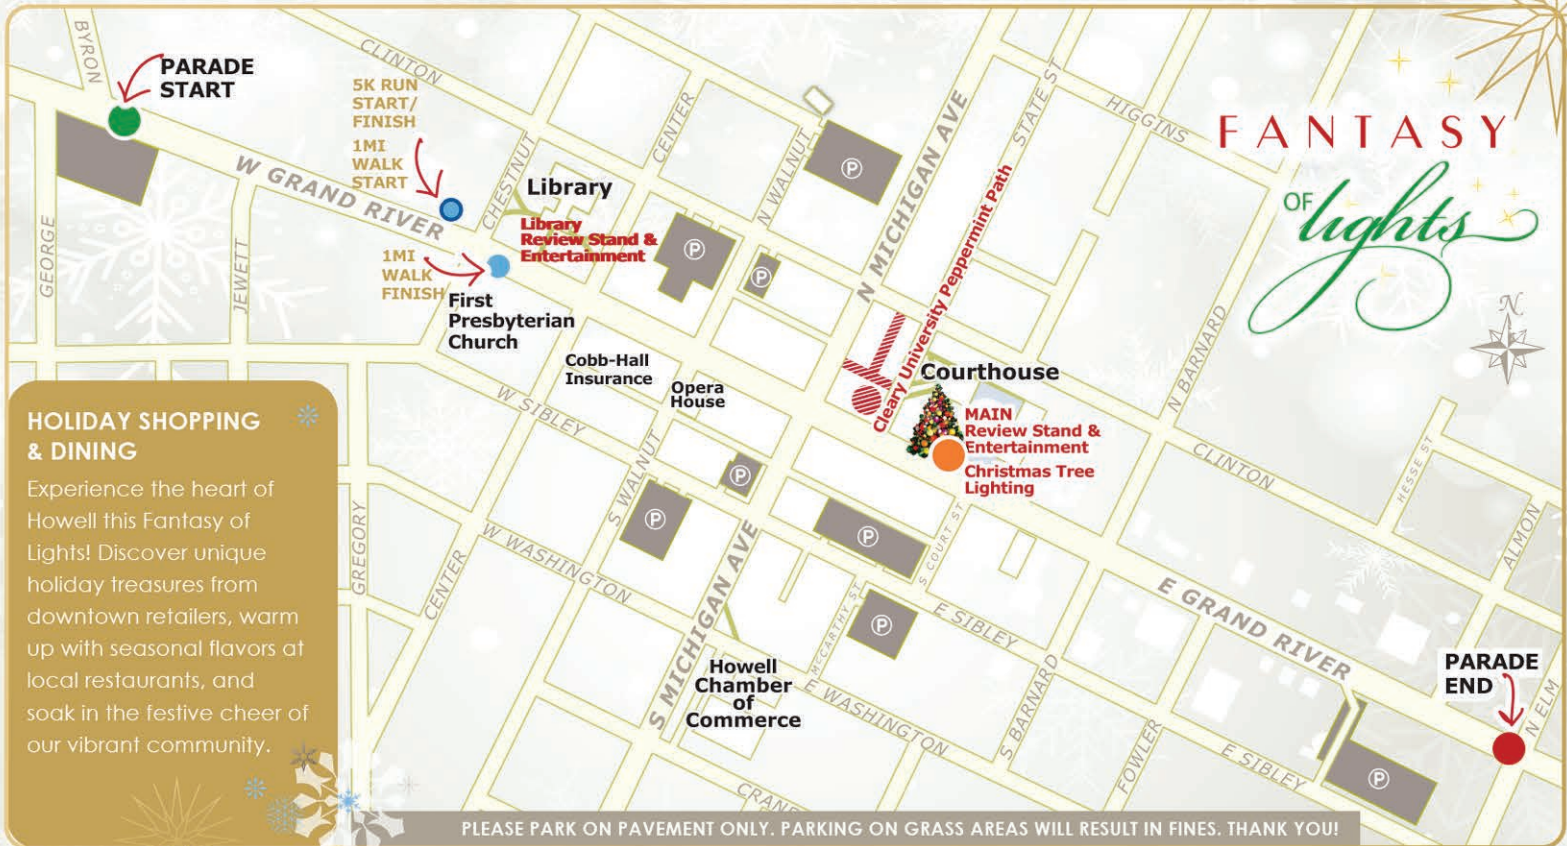 BYRON
PARADE
START
CLINTON
5K RUN
START/
FINISH
1MI
WALK
START
W GRAND RIVER
CHESTNUT
CENTER
N WALNUT
P
N MICHIGAN AVE
STATE ST
HIGGINS
FANTASY
OF lights
N
Library
Library
Review Stand &
Entertainment
P
P
1MI
WALK
FINISH
First
Presbyterian
Church
GEORGE
JEWETT
Cleary University Peppermint Path
N BARNARD
Cobb-Hall
Insurance
Opera
House
Courthouse
MAIN
Review Stand &
Entertainment
Christmas Tree
Lighting
HOLIDAY SHOPPING
& DINING
Experience the heart of
Howell this Fantasy of
Lights! Discover unique
holiday treasures from
downtown retailers, warm
up with seasonal flavors at
local restaurants, and
soak in the festive cheer of
our vibrant community.
W SIBLEY
S WALNUT
P
P
P
CLINTON
HESSE ST
ALMON
GREGORY
CENTER
W WASHINGTON
S MICHIGAN AVE
S COURT ST
E SIBLEY
P
E MCCARTHY ST
E GRAND RIVER
Howell
Chamber
of
Commerce
E WASHINGTON
S BARNARD
FOWLER
E SIBLEY
P
PARADE
END
N ELM
CRANE
PLEASE PARK ON PAVEMENT ONLY. PARKING ON GRASS AREAS WILL RESULT IN FINES. THANK YOU!